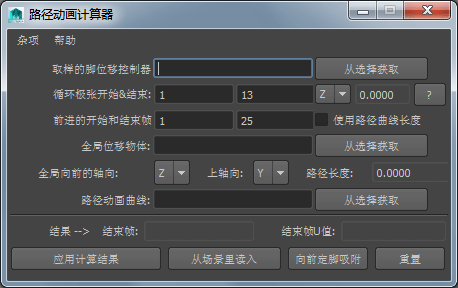 路径动画计算器
杂项 帮助
取样的脚位移控制器 从选择获取
循环极张开始&结束: 1 13 Z 0.0000 ?
前进的开始和结束帧 1 25 使用路径曲线长度
全局位移物体: 从选择获取
全局向前的轴向: Z 上轴向: Y 路径长度: 0.0000
路径动画曲线: 从选择获取
结果 --> 结束帧: 结束帧U值:
应用计算结果 从场景里读入 向前定脚吸附 重置